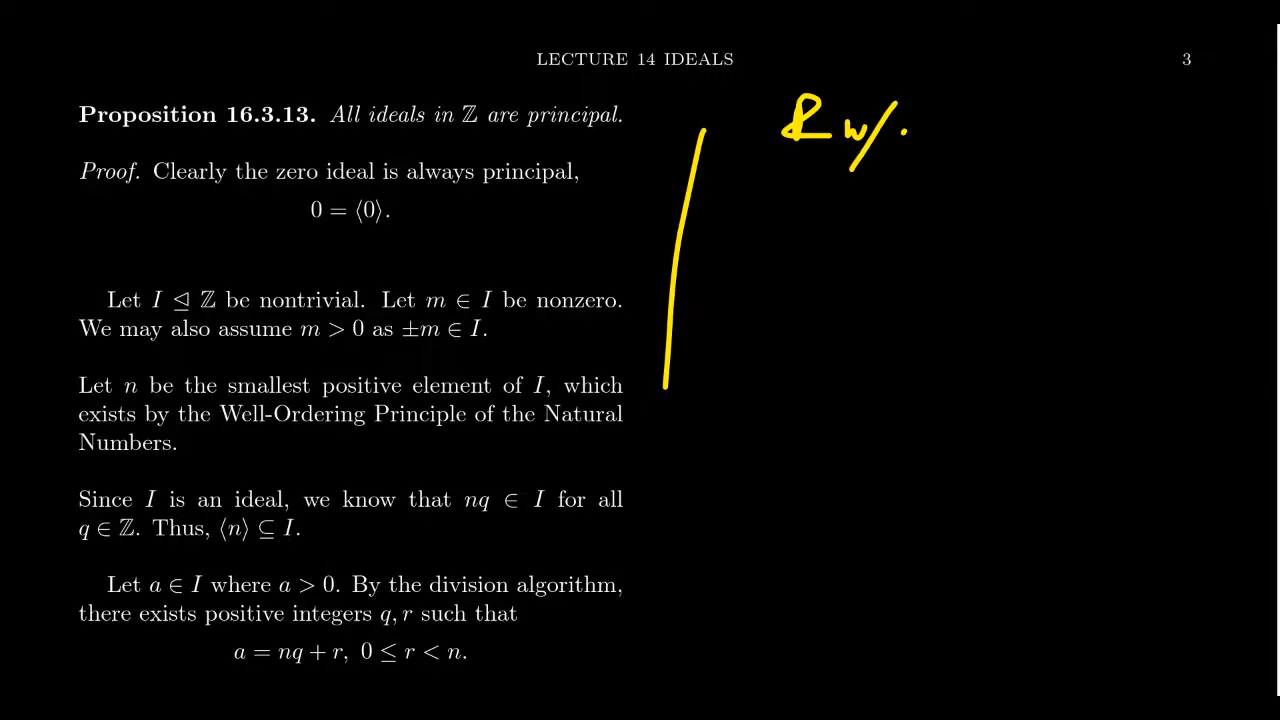 LECTURE 14 IDEALS 3
Proposition 16.3.13. All ideals in ℤ are principal.
Proof. Clearly the zero ideal is always principal,
0 = ⟨0⟩.
Let I ⊴ ℤ be nontrivial. Let m ∈ I be nonzero.
We may also assume m > 0 as ±m ∈ I.
Let n be the smallest positive element of I, which
exists by the Well-Ordering Principle of the Natural
Numbers.
Since I is an ideal, we know that nq ∈ I for all
q ∈ ℤ. Thus, ⟨n⟩ ⊆ I.
Let a ∈ I where a > 0. By the division algorithm,
there exists positive integers q, r such that
a = nq + r, 0 ≤ r < n.
R w/.